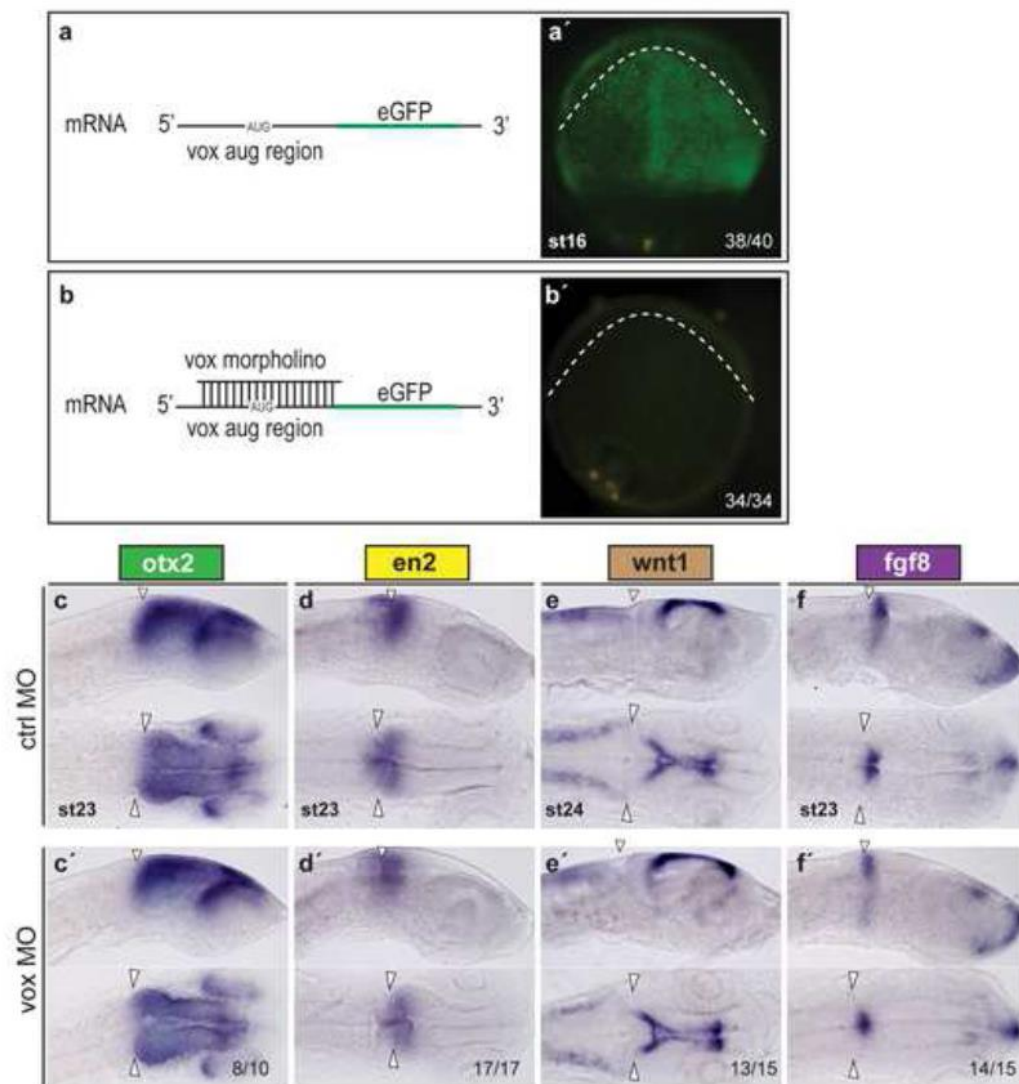 a
a´
mRNA 5' AUG eGFP 3'
vox aug region
st16 38/40
b
b´
vox morpholino
mRNA 5' AUG eGFP 3'
vox aug region
34/34
otx2 en2 wnt1 fgf8
c d e f
ctrl MO
st23 st23 st24 st23
c´ d´ e´ f´
vox MO
8/10 17/17 13/15 14/15